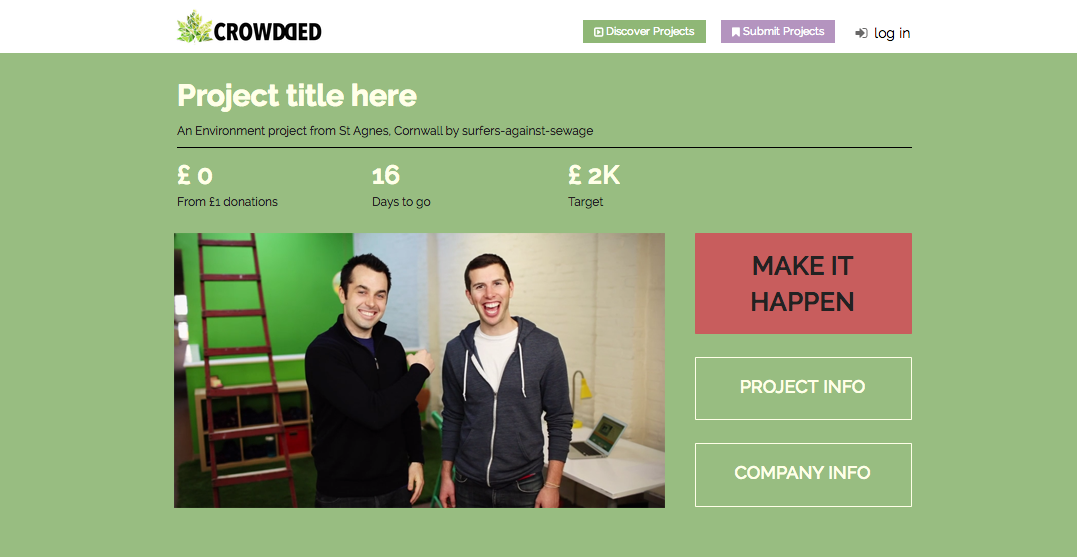 CROWDDED
Discover Projects
Submit Projects
log in
Project title here
An Environment project from St Agnes, Cornwall by surfers-against-sewage
£ 0
16
£ 2K
From £1 donations
Days to go
Target
MAKE IT
HAPPEN
PROJECT INFO
COMPANY INFO